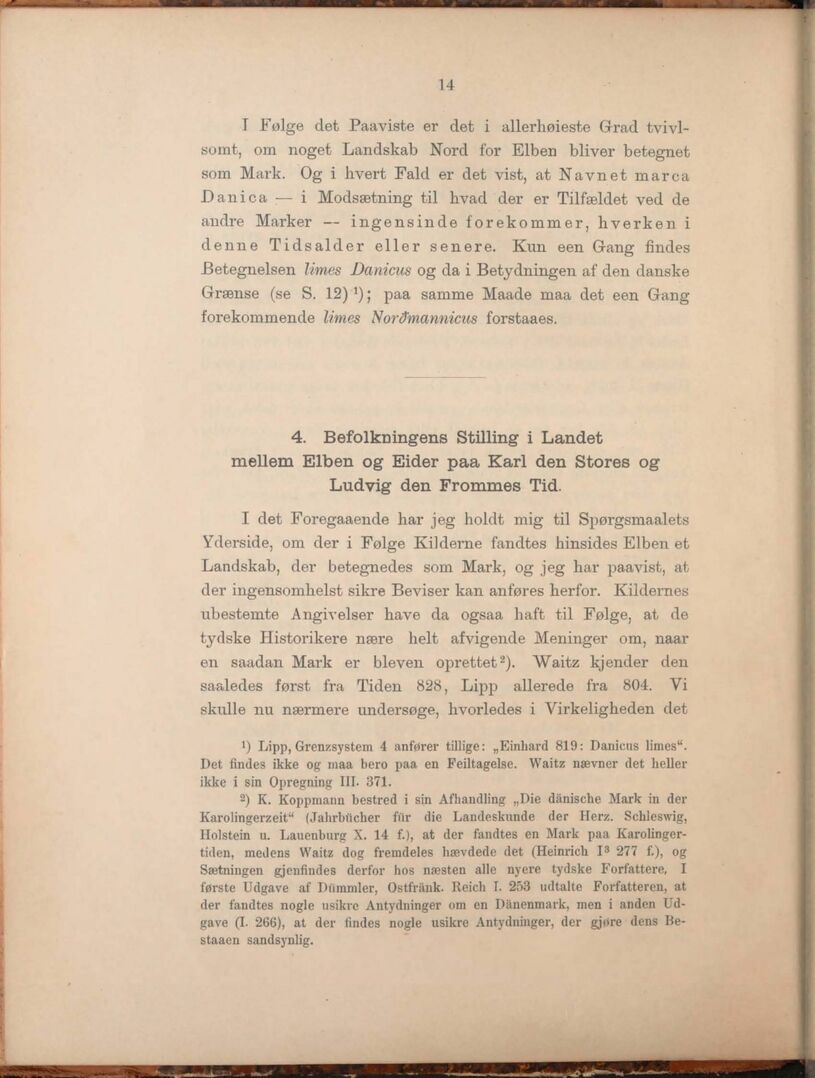 14
I Følge det Paaviste er det i allerhøieste Grad tvivl-
somt, om noget Landskab Nord for Elben bliver betegnet
som Mark. Og i hvert Fald er det vist, at Navnet marca
Danica — i Modsætning til hvad der er Tilfældet ved de
andre Marker — ingensinde forekommer, hverken i
denne Tidsalder eller senere. Kun een Gang findes
Betegnelsen limes Danicus og da i Betydningen af den danske
Grænse (se S. 12) ¹); paa samme Maade maa det een Gang
forekommende limes Norðmannicus forstaaes.
4. Befolkningens Stilling i Landet
mellem Elben og Eider paa Karl den Stores og
Ludvig den Frommes Tid.
I det Foregaaende har jeg holdt mig til Spørgsmaalets
Yderside, om der i Følge Kilderne fandtes hinsides Elben et
Landskab, der betegnedes som Mark, og jeg har paavist, at
der ingensomhelst sikre Beviser kan anføres herfor. Kildernes
ubestemte Angivelser have da ogsaa haft til Følge, at de
tydske Historikere nære helt afvigende Meninger om, naar
en saadan Mark er bleven oprettet ²). Waitz kjender den
saaledes først fra Tiden 828, Lipp allerede fra 804. Vi
skulle nu nærmere undersøge, hvorledes i Virkeligheden det
¹) Lipp, Grenzsystem 4 anfører tillige: „Einhard 819: Danicus limes“.
Det findes ikke og maa bero paa en Feiltagelse. Waitz nævner det heller
ikke i sin Opregning III. 371.
²) K. Koppmann bestred i sin Afhandling „Die dänische Mark in der
Karolingerzeit“ (Jahrbücher für die Landeskunde der Herz. Schleswig,
Holstein u. Lauenburg X. 14 f.), at der fandtes en Mark paa Karolinger-
tiden, medens Waitz dog fremdeles hævdede det (Heinrich I³ 277 f.), og
Sætningen gjenfindes derfor hos næsten alle nyere tydske Forfattere, I
første Udgave af Dümmler, Ostfränk. Reich I. 253 udtalte Forfatteren, at
der fandtes nogle usikre Antydninger om en Dänenmark, men i anden Ud-
gave (I. 266), at der findes nogle usikre Antydninger, der gjøre dens Be-
staaen sandsynlig.